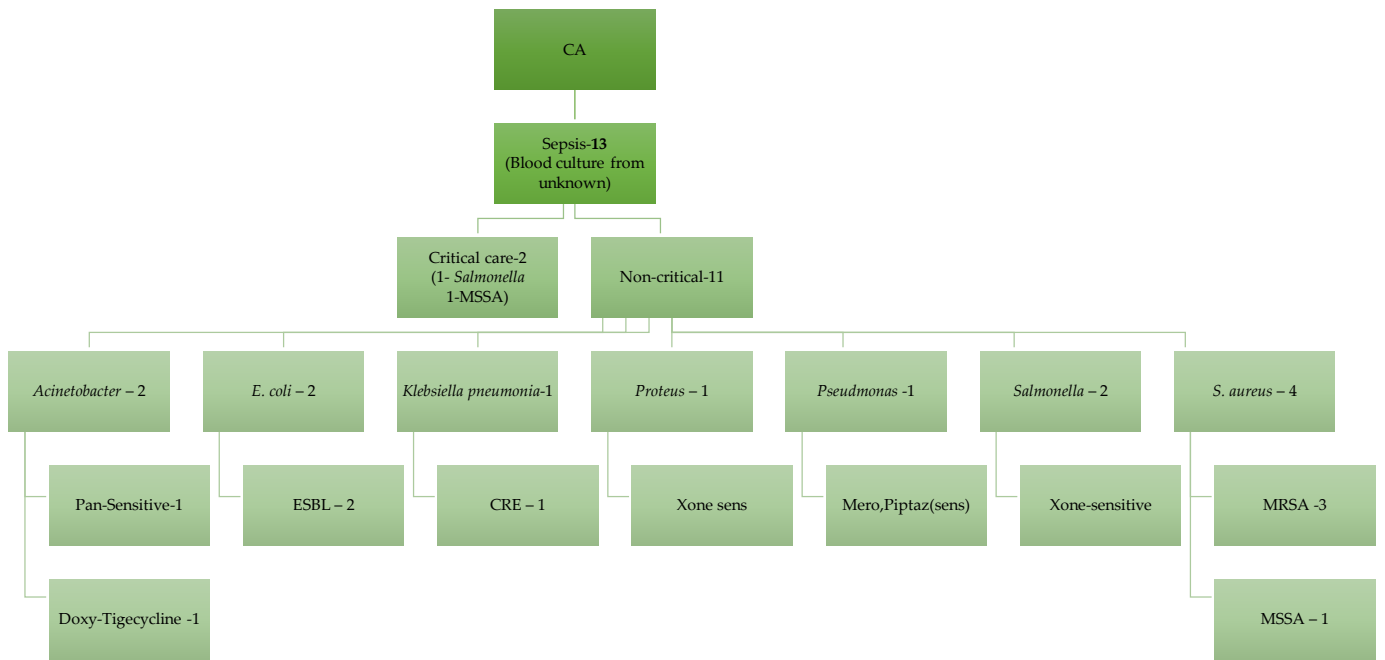 CA
Sepsis-13
(Blood culture from
unknown)
Critical care-2
(1- Salmonella
1-MSSA)
Non-critical-11
Acinetobacter – 2
E. coli – 2
Klebsiella pneumonia-1
Proteus – 1
Pseudmonas -1
Salmonella – 2
S. aureus – 4
Pan-Sensitive-1
ESBL – 2
CRE – 1
Xone sens
Mero,Piptaz(sens)
Xone-sensitive
MRSA -3
Doxy-Tigecycline -1
MSSA – 1